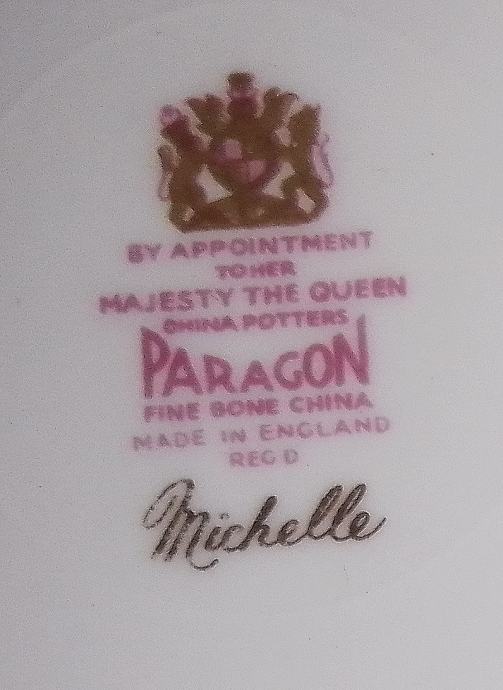 BY APPOINTMENT
TO HER
MAJESTY THE QUEEN
CHINA POTTERS
PARAGON
FINE BONE CHINA
MADE IN ENGLAND
REG'D
Michelle